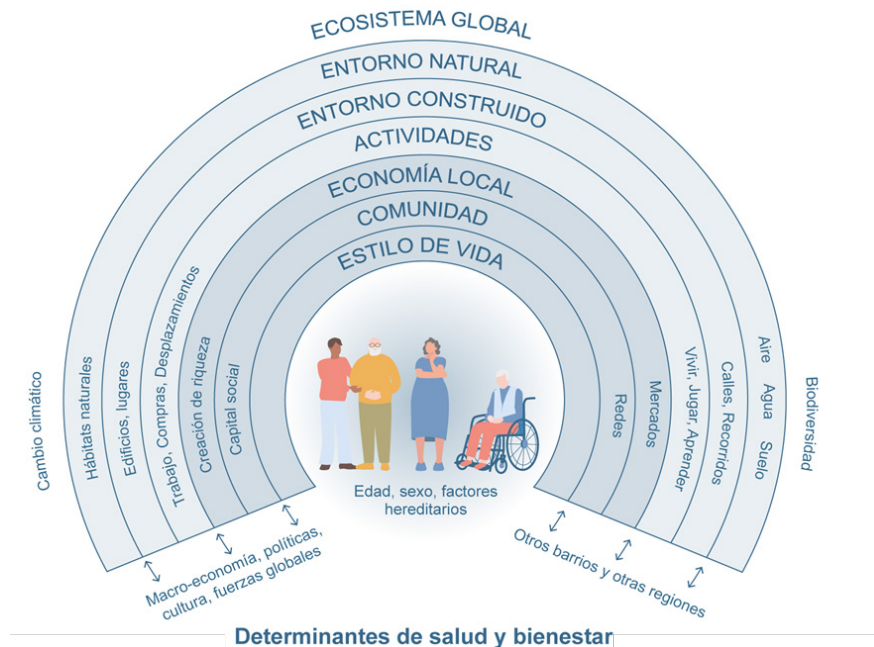 ECOSISTEMA GLOBAL
ENTORNO NATURAL
ENTORNO CONSTRUIDO
ACTIVIDADES
ECONOMÍA LOCAL
COMUNIDAD
ESTILO DE VIDA
Cambio climático
Hábitats naturales
Edificios, lugares
Trabajo, Compras, Desplazamientos
Creación de riqueza
Capital social
Redes
Mercados
Vivir, Jugar, Aprender
Calles, Recorridos
Aire Agua Suelo
Biodiversidad
Edad, sexo, factores
hereditarios
Macro-economía, políticas,
cultura, fuerzas globales
Otros barrios y otras regiones
Determinantes de salud y bienestar